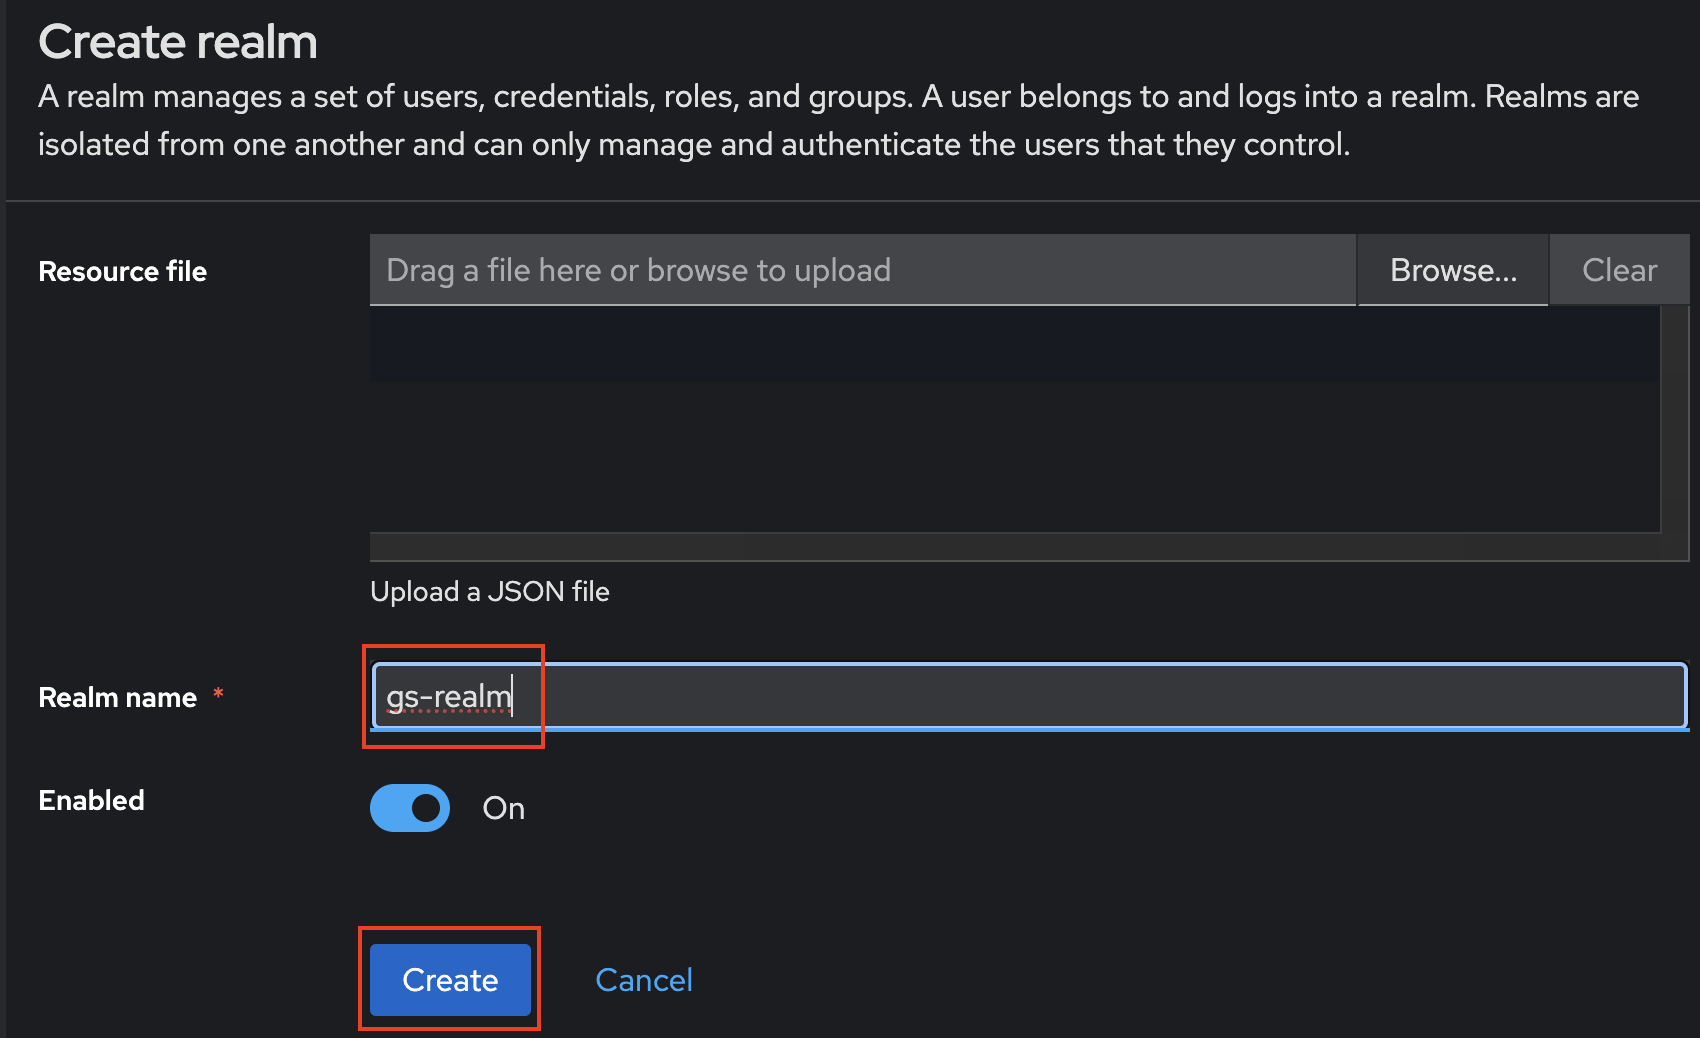 Create realm
A realm manages a set of users, credentials, roles, and groups. A user belongs to and logs into a realm. Realms are
isolated from one another and can only manage and authenticate the users that they control.
Resource file
Drag a file here or browse to upload
Browse...
Clear
Upload a JSON file
Realm name *
gs-realm
Enabled
On
Create
Cancel